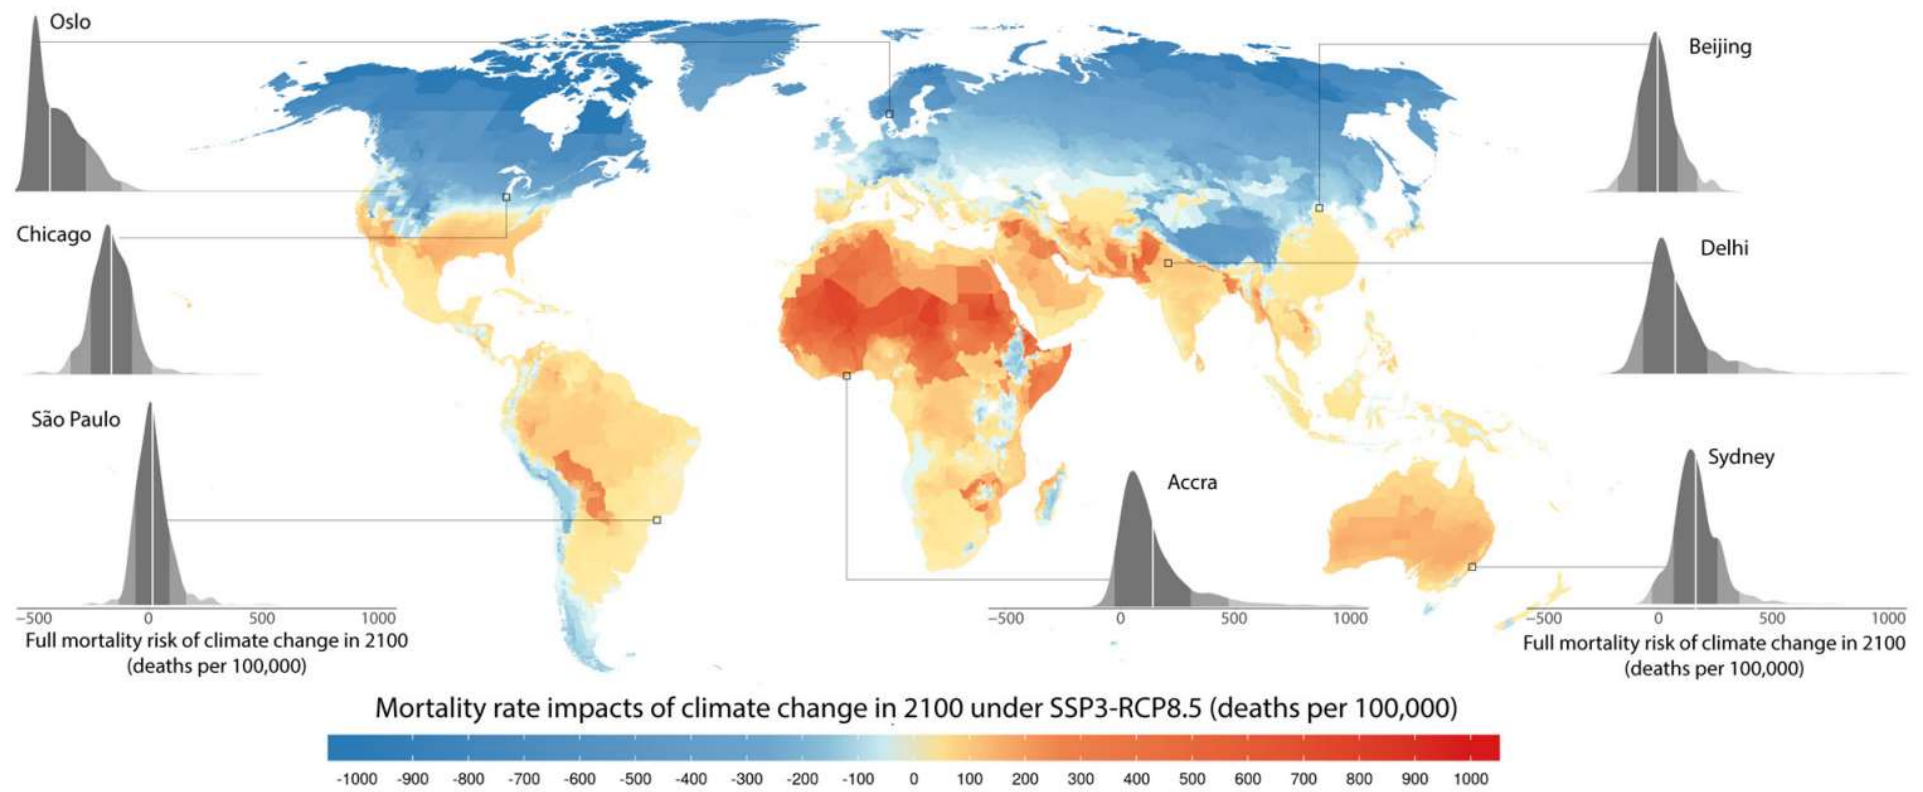 Oslo
Beijing
Chicago
Delhi
São Paulo
Accra
Sydney
−500 0 500 1000
Full mortality risk of climate change in 2100
(deaths per 100,000)
−500 0 500 1000
−500 0 500 1000
Full mortality risk of climate change in 2100
(deaths per 100,000)
Mortality rate impacts of climate change in 2100 under SSP3-RCP8.5 (deaths per 100,000)
-1000 -900 -800 -700 -600 -500 -400 -300 -200 -100 0 100 200 300 400 500 600 700 800 900 1000